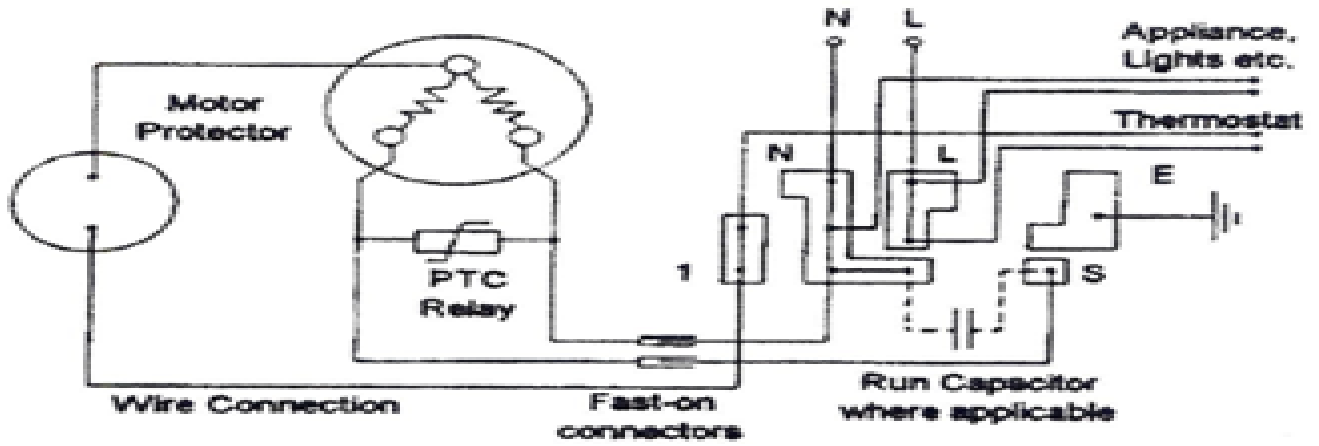 N L
Appliance,
Lights etc.
Motor
Protector
Thermostat
N L E
1
PTC
Relay
S
Run Capacitor
where applicable
Wire Connection
Fast-on
connectors